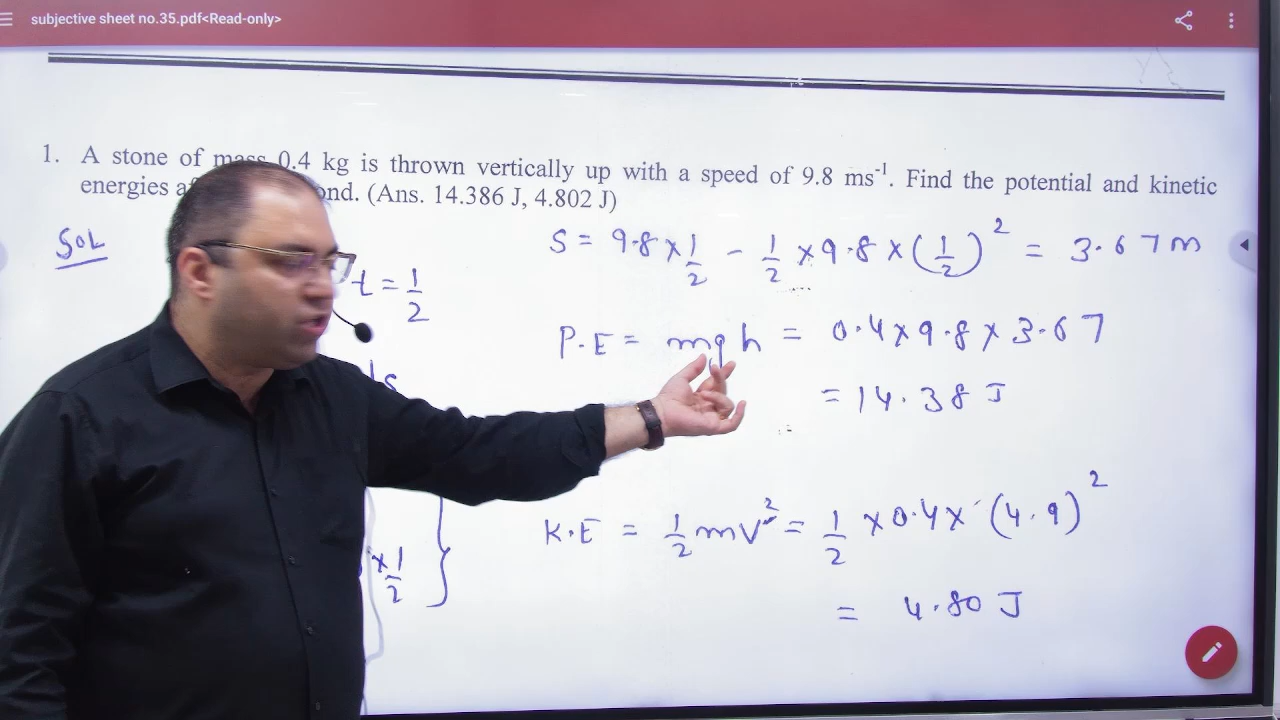 subjective sheet no.35.pdf<Read-only>
1. A stone of mass 0.4 kg is thrown vertically up with a speed of 9.8 ms⁻¹. Find the potential and kinetic
energies (Ans. 14.386 J, 4.802 J)
Sol
t = 1/2
S = 9.8 × 1/2 − 1/2 × 9.8 × (1/2)² = 3.67 m
P.E = mgh = 0.4 × 9.8 × 3.67
= 14.38 J
K.E = 1/2 mv² = 1/2 × 0.4 × (4.9)²
× 1/2 }
= 4.80 J